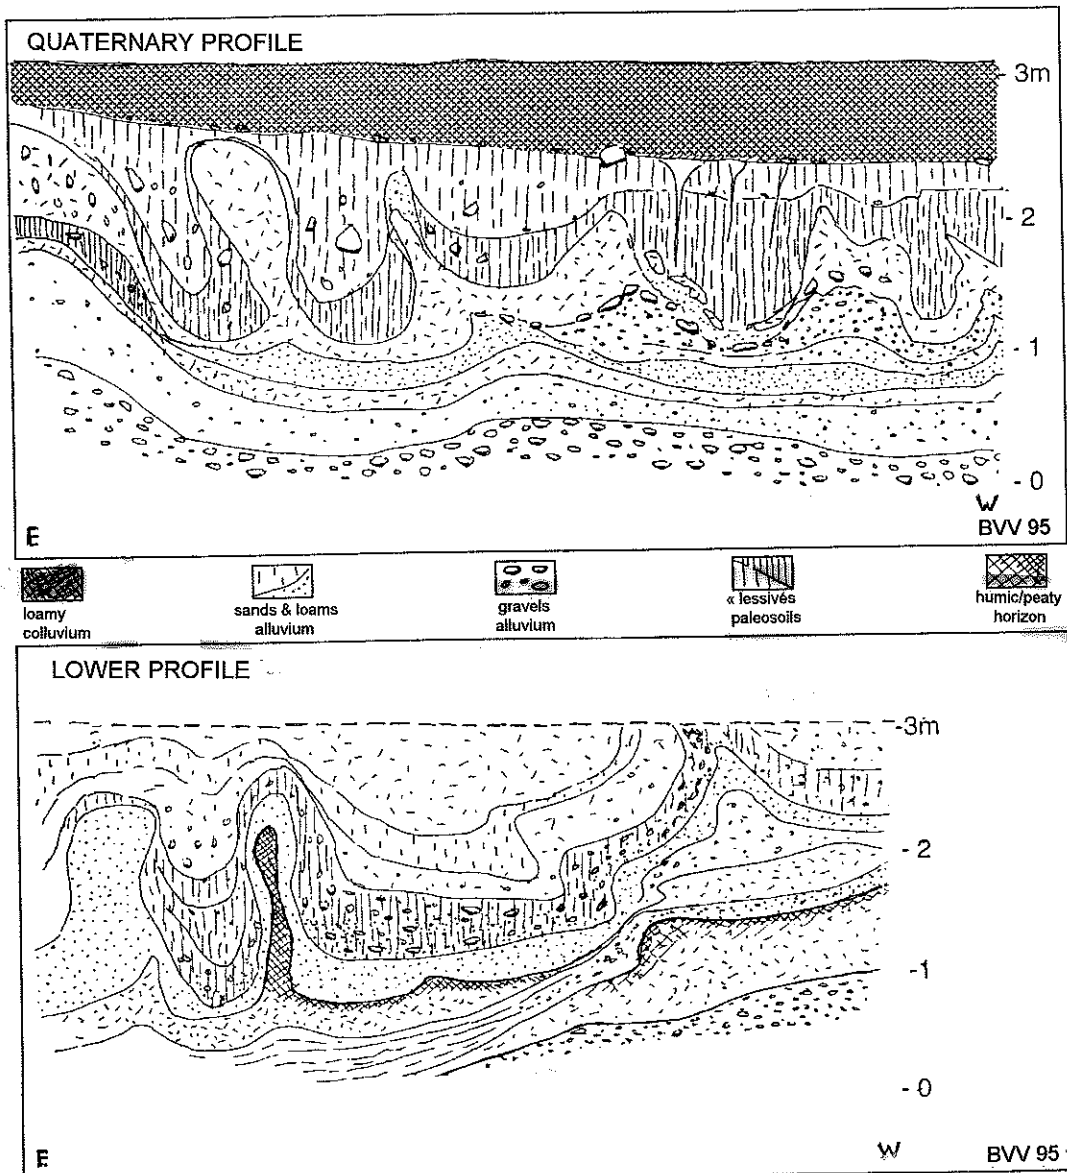 QUATERNARY PROFILE
- 3m
- 2
- 1
- 0
E
W
BVV 95
loamy
colluvium
sands & loams
alluvium
gravels
alluvium
« lessivés
paleosoils
humic/peaty
horizon
LOWER PROFILE
-3m
- 2
-1
- 0
E
W
BVV 95